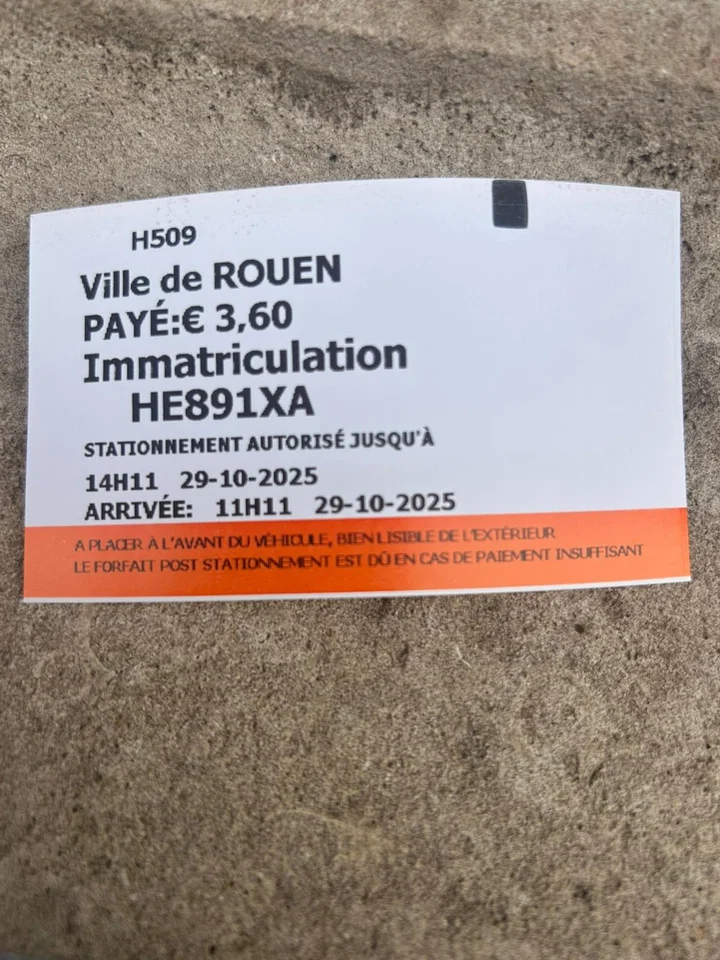 H509
Ville de ROUEN
PAYÉ:€ 3,60
Immatriculation
HE891XA
STATIONNEMENT AUTORISÉ JUSQU'À
14H11 29-10-2025
ARRIVÉE: 11H11 29-10-2025
A PLACER À L'AVANT DU VÉHICULE, BIEN LISIBLE DE L'EXTÉRIEUR
LE FORFAIT POST STATIONNEMENT EST DÛ EN CAS DE PAIEMENT INSUFFISANT